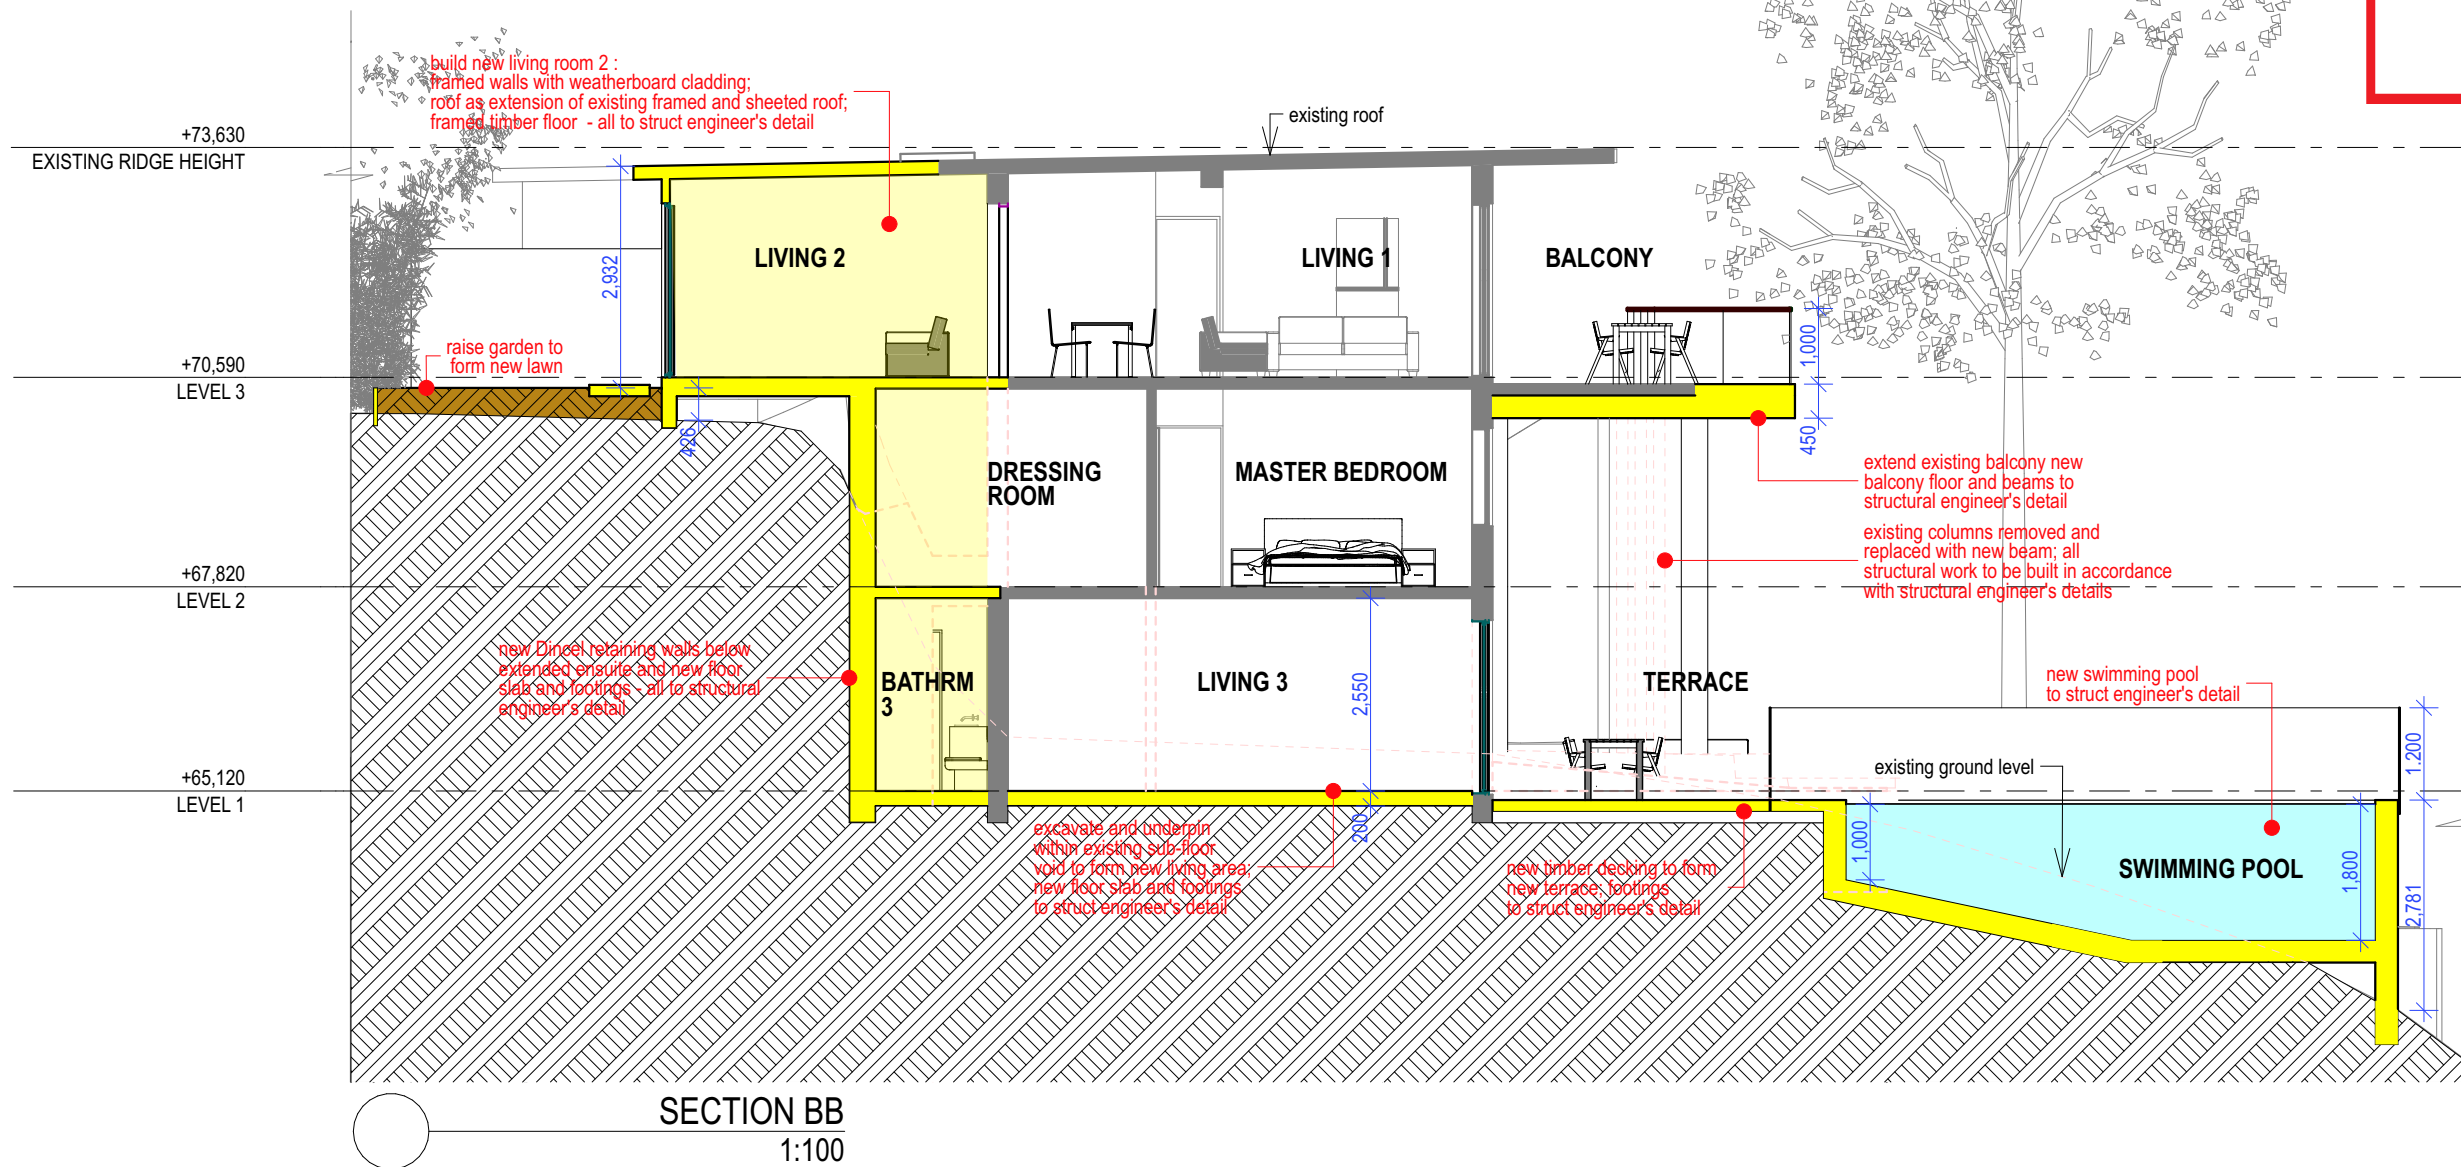 build new living room 2 :
framed walls with weatherboard cladding;
roof as extension of existing framed and sheeted roof;
framed timber floor - all to struct engineer's detail
existing roof
+73,630
EXISTING RIDGE HEIGHT
LIVING 2
LIVING 1
BALCONY
2,932
1,000
raise garden to
form new lawn
+70,590
LEVEL 3
426
450
DRESSING
ROOM
MASTER BEDROOM
extend existing balcony new
balcony floor and beams to
structural engineer's detail
existing columns removed and
replaced with new beam; all
structural work to be built in accordance
with structural engineer's details
+67,820
LEVEL 2
new Dincel retaining walls below
extended ensuite and new floor
slab and footings - all to structural
engineer's detail
BATHRM
3
LIVING 3
2,550
TERRACE
new swimming pool
to struct engineer's detail
1.200
existing ground level
+65,120
LEVEL 1
200
excavate and underpin
within existing sub-floor
void to form new living area;
new floor slab and footings
to struct engineer's detail
new timber decking to form
new terrace; footings
to struct engineer's detail
1,000
SWIMMING POOL
1,800
2,781
SECTION BB
1:100